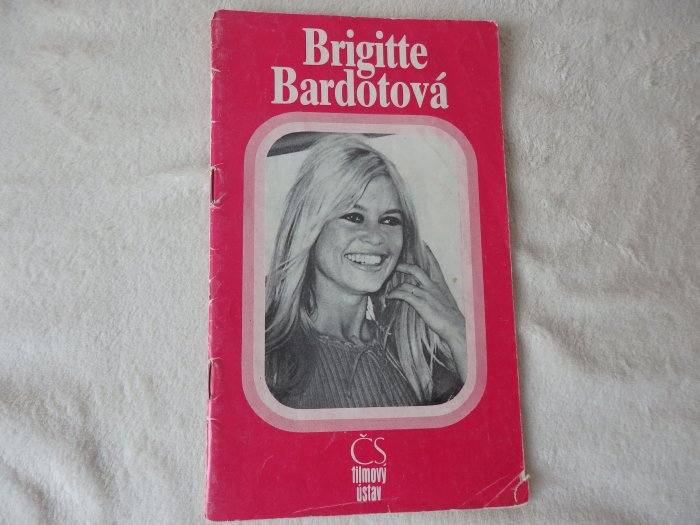 Brigitte
Bardotová
ČS
filmový
ústav